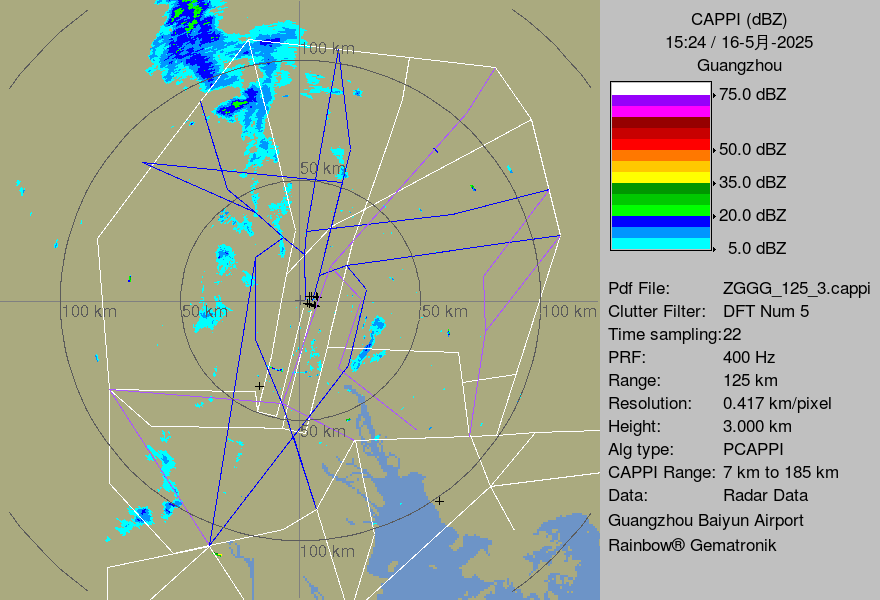 CAPPI (dBZ)
15:24 / 16-5月-2025
Guangzhou
75.0 dBZ
50.0 dBZ
35.0 dBZ
20.0 dBZ
5.0 dBZ
Pdf File: ZGGG_125_3.cappi
Clutter Filter: DFT Num 5
Time sampling:22
PRF: 400 Hz
Range: 125 km
Resolution: 0.417 km/pixel
Height: 3.000 km
Alg type: PCAPPI
CAPPI Range: 7 km to 185 km
Data: Radar Data
Guangzhou Baiyun Airport
Rainbow® Gematronik
100 km
50 km
100 km
50 km
50 km
100 km
50 km
100 km